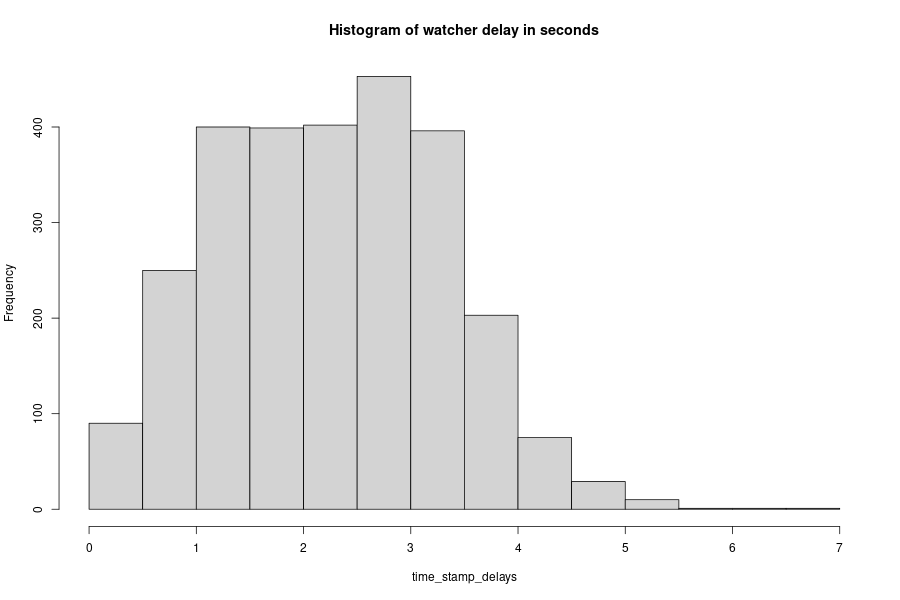 Histogram of watcher delay in seconds
Frequency
400
300
200
100
0
0 1 2 3 4 5 6 7
time_stamp_delays